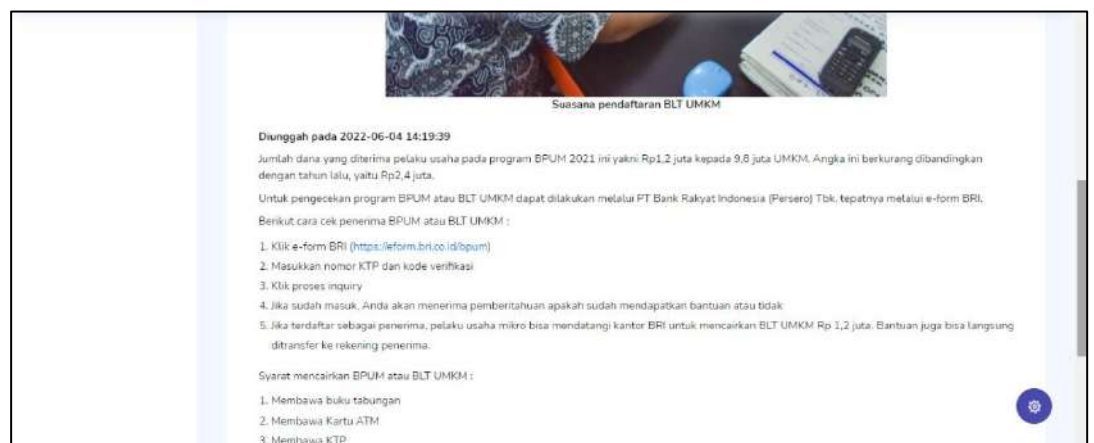 Suasana pendaftaran BLT UMKM
Diunggah pada 2022-06-04 14:19:39
Jumlah dana yang diterima pelaku usaha pada program BPUM 2021 ini yakni Rp1,2 juta kepada 9,8 juta UMKM. Angka ini berkurang dibandingkan
dengan tahun lalu, yaitu Rp2,4 juta.
Untuk pengecekan program BPUM atau BLT UMKM dapat dilakukan melalui PT Bank Rakyat Indonesia (Persero) Tbk, tepatnya melalui e-form BRI.
Berikut cara cek penerima BPUM atau BLT UMKM :
1. Klik e-form BRI (https://eform.bri.co.id/bpum)
2. Masukkan nomor KTP dan kode verifikasi
3. Klik proses inquiry
4. Jika sudah masuk, Anda akan menerima pemberitahuan apakah sudah mendapatkan bantuan atau tidak
5. Jika terdaftar sebagai penerima, pelaku usaha mikro bisa mendatangi kantor BRI untuk mencairkan BLT UMKM Rp 1,2 juta. Bantuan juga bisa langsung
ditransfer ke rekening penerima.
Syarat mencairkan BPUM atau BLT UMKM :
1. Membawa buku tabungan
2. Membawa Kartu ATM
3. Membawa KTP